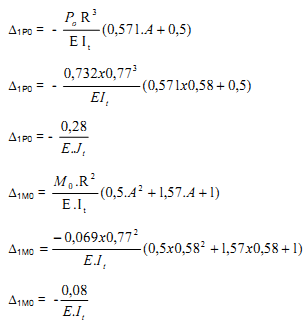 Δ1P0 = - P₀ R³ / E Iₜ (0,571.A + 0,5)
Δ1P0 = - 0,732x0,77³ / EIₜ (0,571x0,58 + 0,5)
Δ1P0 = - 0,28 / E.Jₜ
Δ1M0 = M₀ .R² / E .Iₜ (0,5.A² +1,57.A +1)
Δ1M0 = −0,069x0,77² / E.Iₜ (0,5x0,58² +1,57x0,58 +1)
Δ1M0 = - 0,08 / E.Iₜ